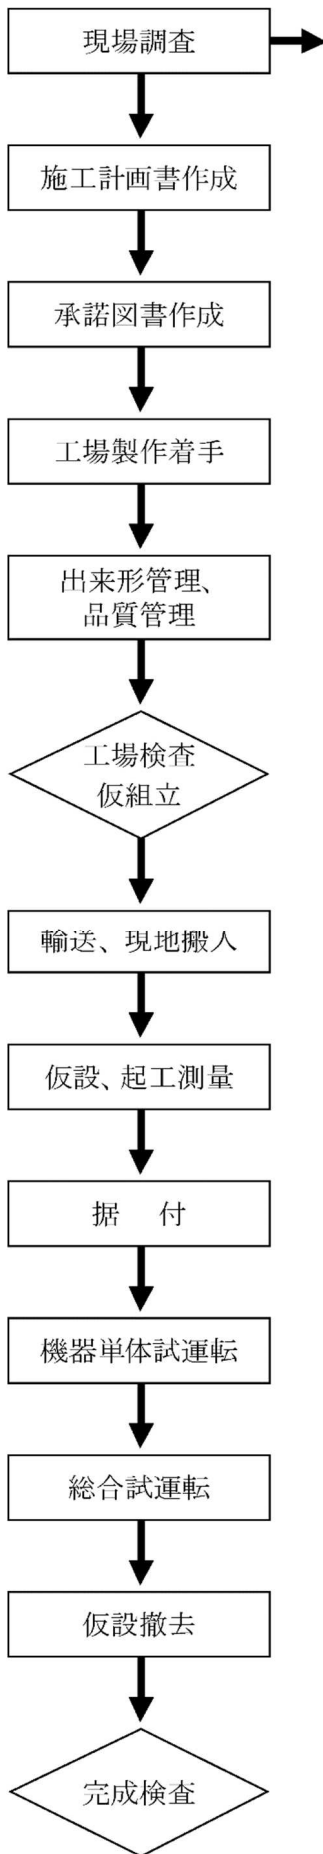 現場調査
施工計画書作成
承諾図書作成
工場製作着手
出来形管理、
品質管理
工場検査
仮組立
輸送、現地搬入
仮設、起工測量
据　付
機器単体試運転
総合試運転
仮設撤去
完成検査